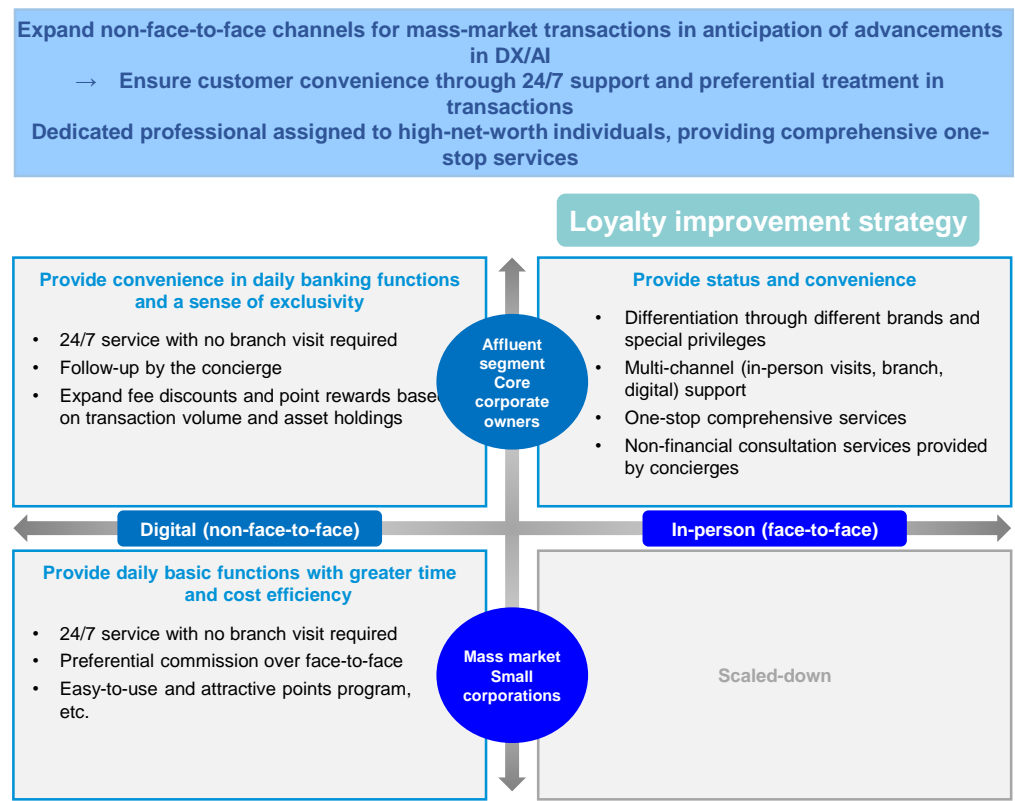 Expand non-face-to-face channels for mass-market transactions in anticipation of advancements
in DX/AI
→ Ensure customer convenience through 24/7 support and preferential treatment in
transactions
Dedicated professional assigned to high-net-worth individuals, providing comprehensive one-
stop services
Loyalty improvement strategy
Provide convenience in daily banking functions
and a sense of exclusivity
• 24/7 service with no branch visit required
• Follow-up by the concierge
• Expand fee discounts and point rewards based
on transaction volume and asset holdings
Affluent
segment
Core
corporate
owners
Provide status and convenience
• Differentiation through different brands and
special privileges
• Multi-channel (in-person visits, branch,
digital) support
• One-stop comprehensive services
• Non-financial consultation services provided
by concierges
Digital (non-face-to-face)
In-person (face-to-face)
Provide daily basic functions with greater time
and cost efficiency
• 24/7 service with no branch visit required
• Preferential commission over face-to-face
• Easy-to-use and attractive points program,
etc.
Mass market
Small
corporations
Scaled-down